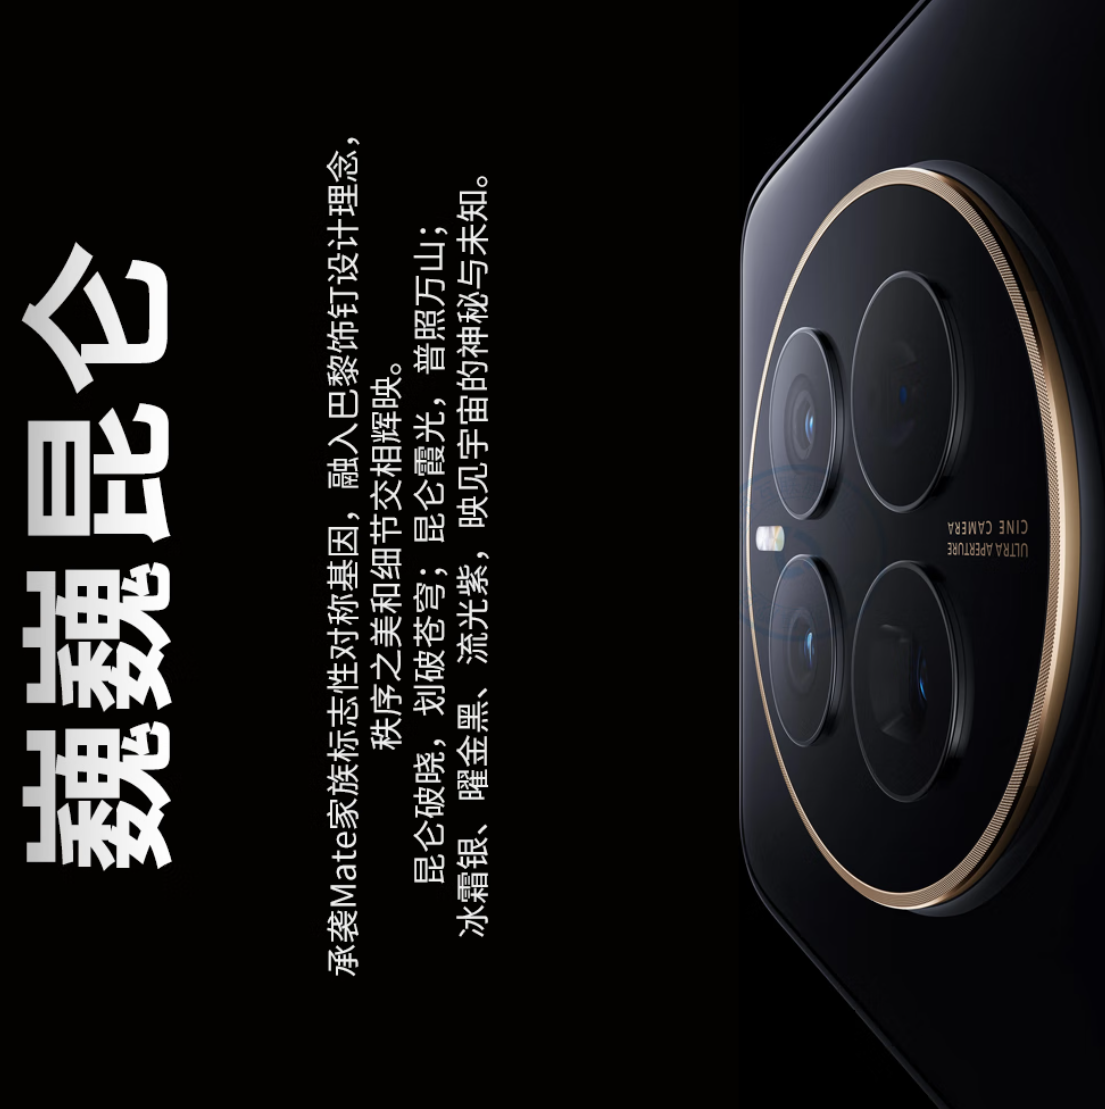 巍巍昆仑
承袭Mate家族标志性对称基因，融入巴黎饰钉设计理念，
秩序之美和细节交相辉映。
昆仑破晓，划破苍穹；昆仑霞光，普照万山；
冰霜银、曜金黑、流光紫，映见宇宙的神秘与未知。
ULTRA APERTURE
CINE CAMERA